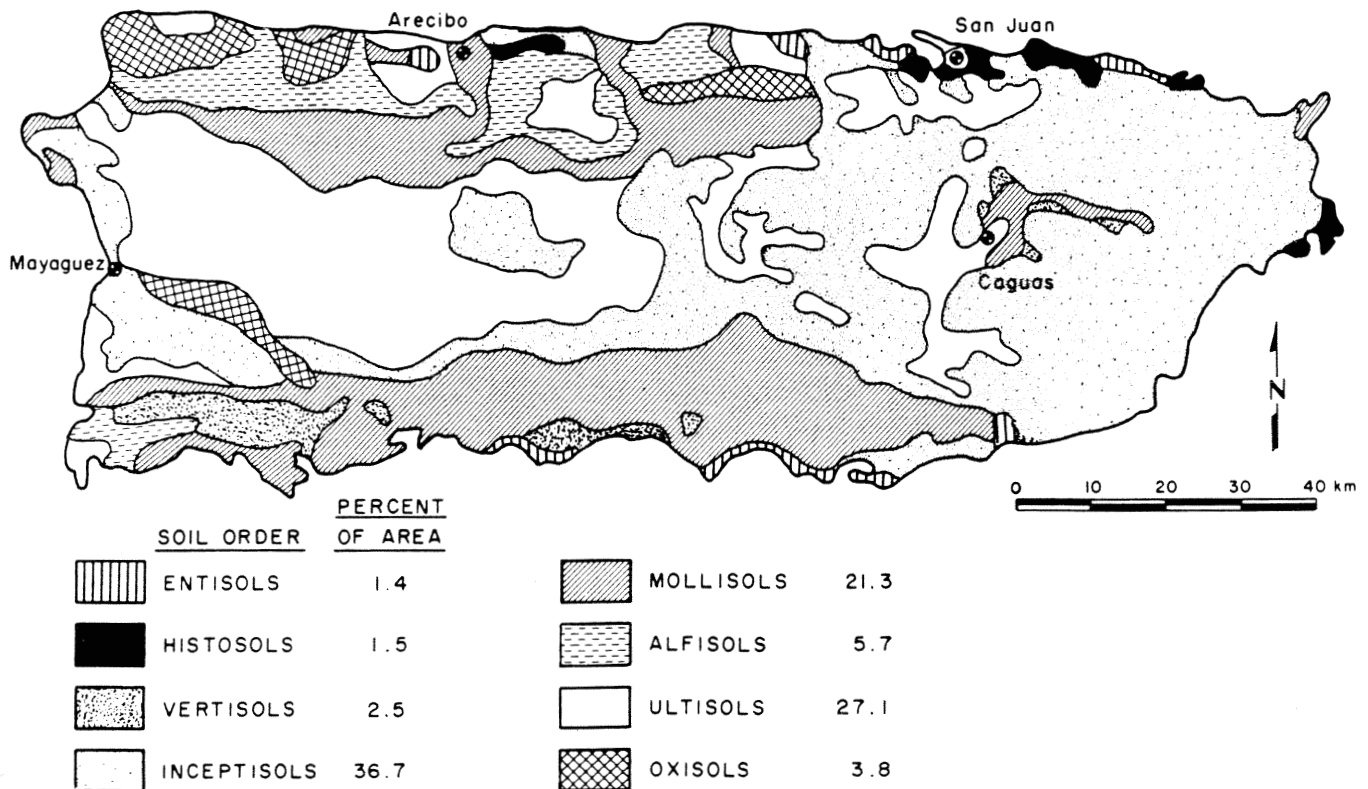 Arecibo
San Juan
Mayaguez
Caguas
N
0 10 20 30 40 km
SOIL ORDER PERCENT OF AREA
ENTISOLS 1.4
HISTOSOLS 1.5
VERTISOLS 2.5
INCEPTISOLS 36.7
MOLLISOLS 21.3
ALFISOLS 5.7
ULTISOLS 27.1
OXISOLS 3.8